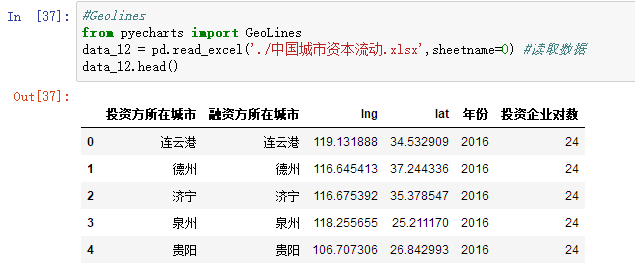 In [37]: #Geolines
from pyecharts import GeoLines
data_12 = pd.read_excel('./中国城市资本流动.xlsx',sheetname=0) #读取数据
data_12.head()
Out[37]:
投资方所在城市 融资方所在城市 lng lat 年份 投资企业对数
0 连云港 连云港 119.131888 34.532909 2016 24
1 德州 德州 116.645413 37.244336 2016 24
2 济宁 济宁 116.675392 35.378547 2016 24
3 泉州 泉州 118.255655 25.211170 2016 24
4 贵阳 贵阳 106.707306 26.842993 2016 24